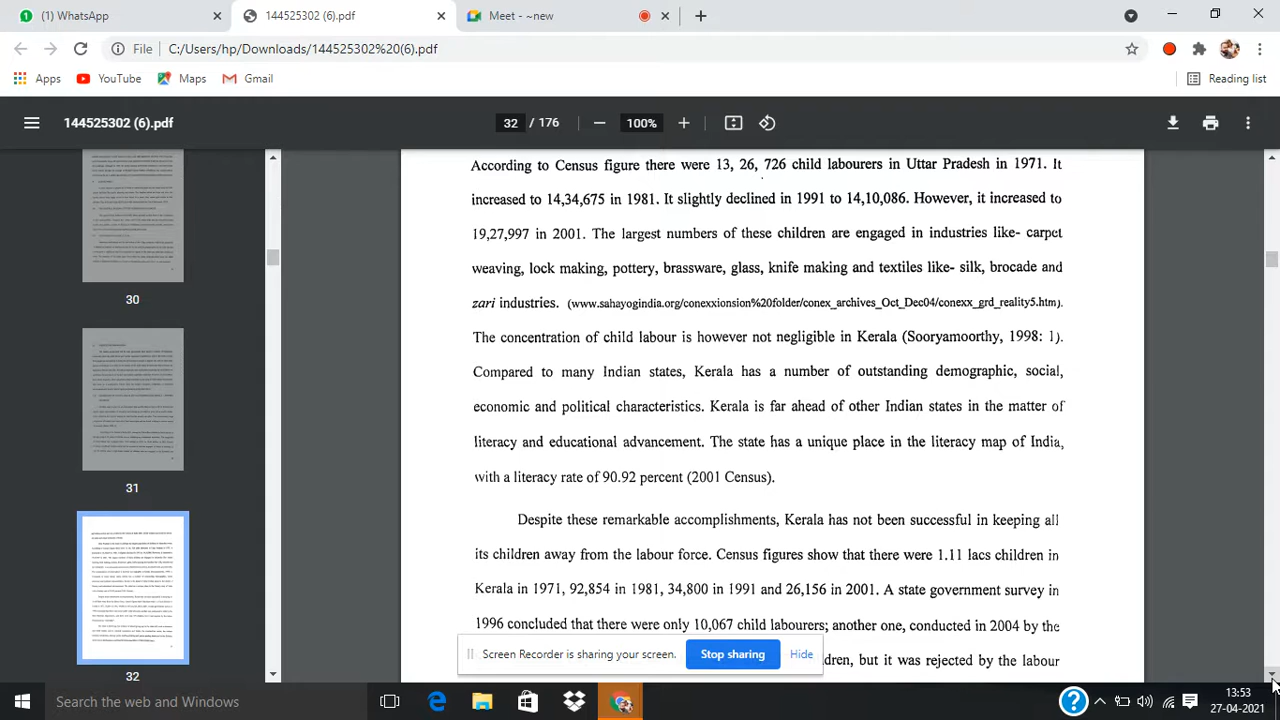 (1) WhatsApp
144525302 (6).pdf
Meet - ~new
File
C:/Users/hp/Downloads/144525302%20(6).pdf
Apps
YouTube
Maps
Gmail
Reading list
144525302 (6).pdf
32 / 176
100%
According to Census figure there were 13, 26, 726 child labourers in Uttar Pradesh in 1971. It
increased to 14,34,675 in 1981. It slightly declined in 1991 to 14,10,086. However, it increased to
19,27,997 in 2001. The largest numbers of these children are engaged in industries like- carpet
weaving, lock making, pottery, brassware, glass, knife making and textiles like- silk, brocade and
zari industries. (www.sahayogindia.org/conexxionsion%20folder/conex_archives_Oct_Dec04/conexx_grd_reality5.htm).
The concentration of child labour is however not negligible in Kerala (Sooryamoorthy, 1998: 1).
Compared to many Indian states, Kerala has a number of outstanding demographic, social,
economic and political characteristics. Kerala is far ahead of other Indian states in the matter of
literacy and educational advancement. The state has a unique place in the literacy map of India,
with a literacy rate of 90.92 percent (2001 Census).
Despite these remarkable accomplishments, Kerala has not been successful in keeping all
its children away from the labour force. Census figures show that there were 1.11 lacs children in
Kerala in 1971, in 1981, 34,800 in 1991 and in 2001. A state government survey in
1996 continues that there were only 10,067 child labours. Another one, conducted in 2001 by the
dren, but it was rejected by the labour
30
31
32
Screen Recorder is sharing your screen.
Stop sharing
Hide
Search the web and Windows
13:53
27-04-2021